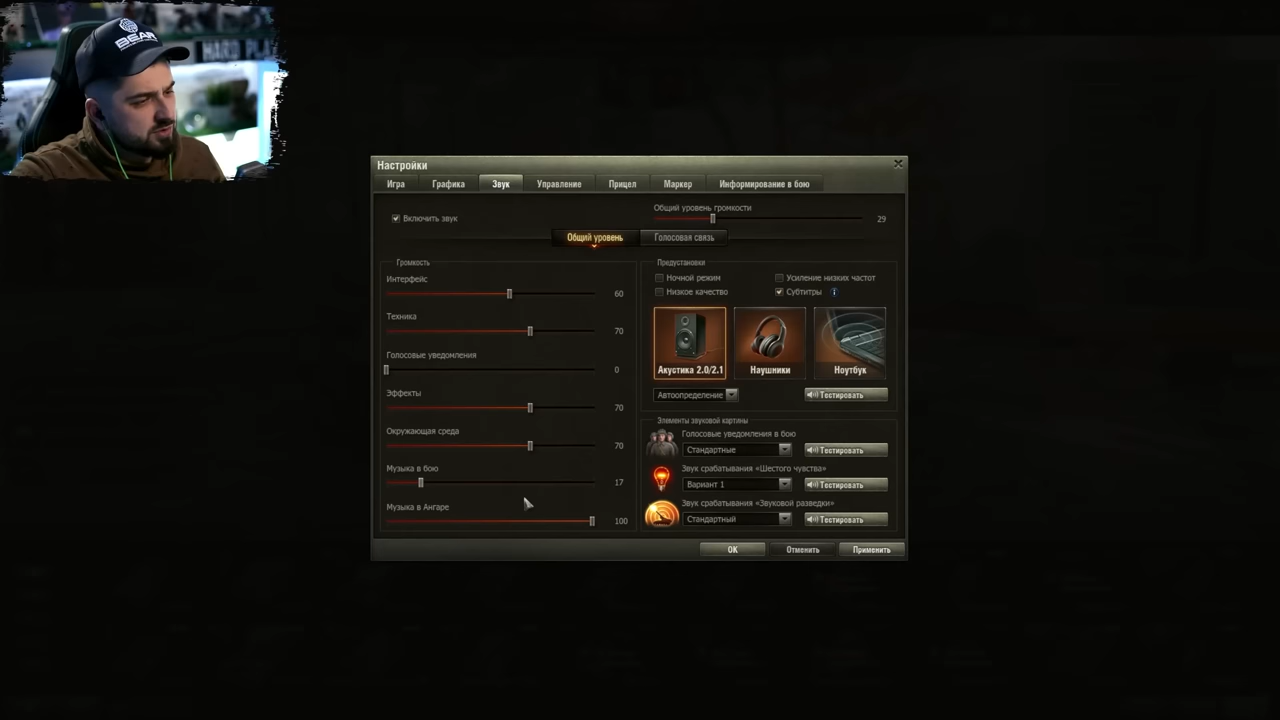 BEAR
HARD PLA
Настройки
Игра Графика Звук Управление Прицел Маркер Информирование в бою
Включить звук
Общий уровень громкости
29
Общий уровень Голосовая связь
Громкость
Интерфейс
60
Техника
70
Голосовые уведомления
0
Эффекты
70
Окружающая среда
70
Музыка в бою
17
Музыка в Ангаре
100
Предустановки
Ночной режим Усиление низких частот
Низкое качество Субтитры
Акустика 2.0/2.1 Наушники Ноутбук
Автоопределение Тестировать
Элементы звуковой картины
Голосовые уведомления в бою
Стандартные Тестировать
Звук срабатывания «Шестого чувства»
Вариант 1 Тестировать
Звук срабатывания «Звуковой разведки»
Стандартный Тестировать
OK Отменить Применить